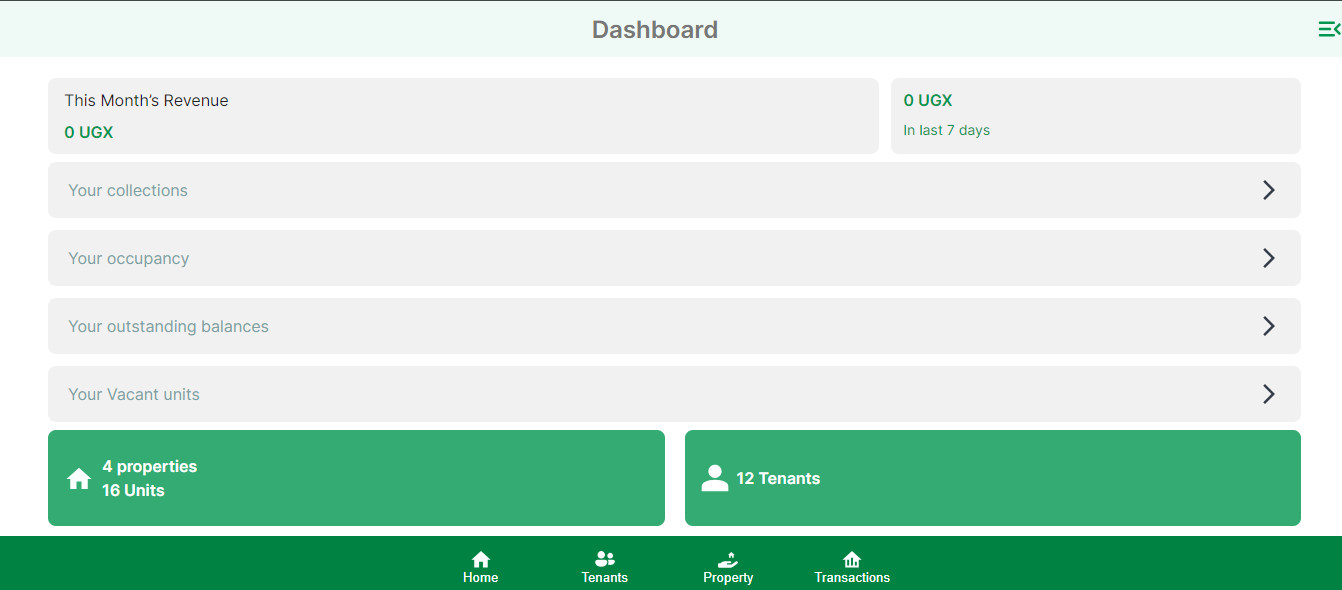 Dashboard
This Month's Revenue
0 UGX
0 UGX
In last 7 days
Your collections
Your occupancy
Your outstanding balances
Your Vacant units
4 properties
16 Units
12 Tenants
Home
Tenants
Property
Transactions